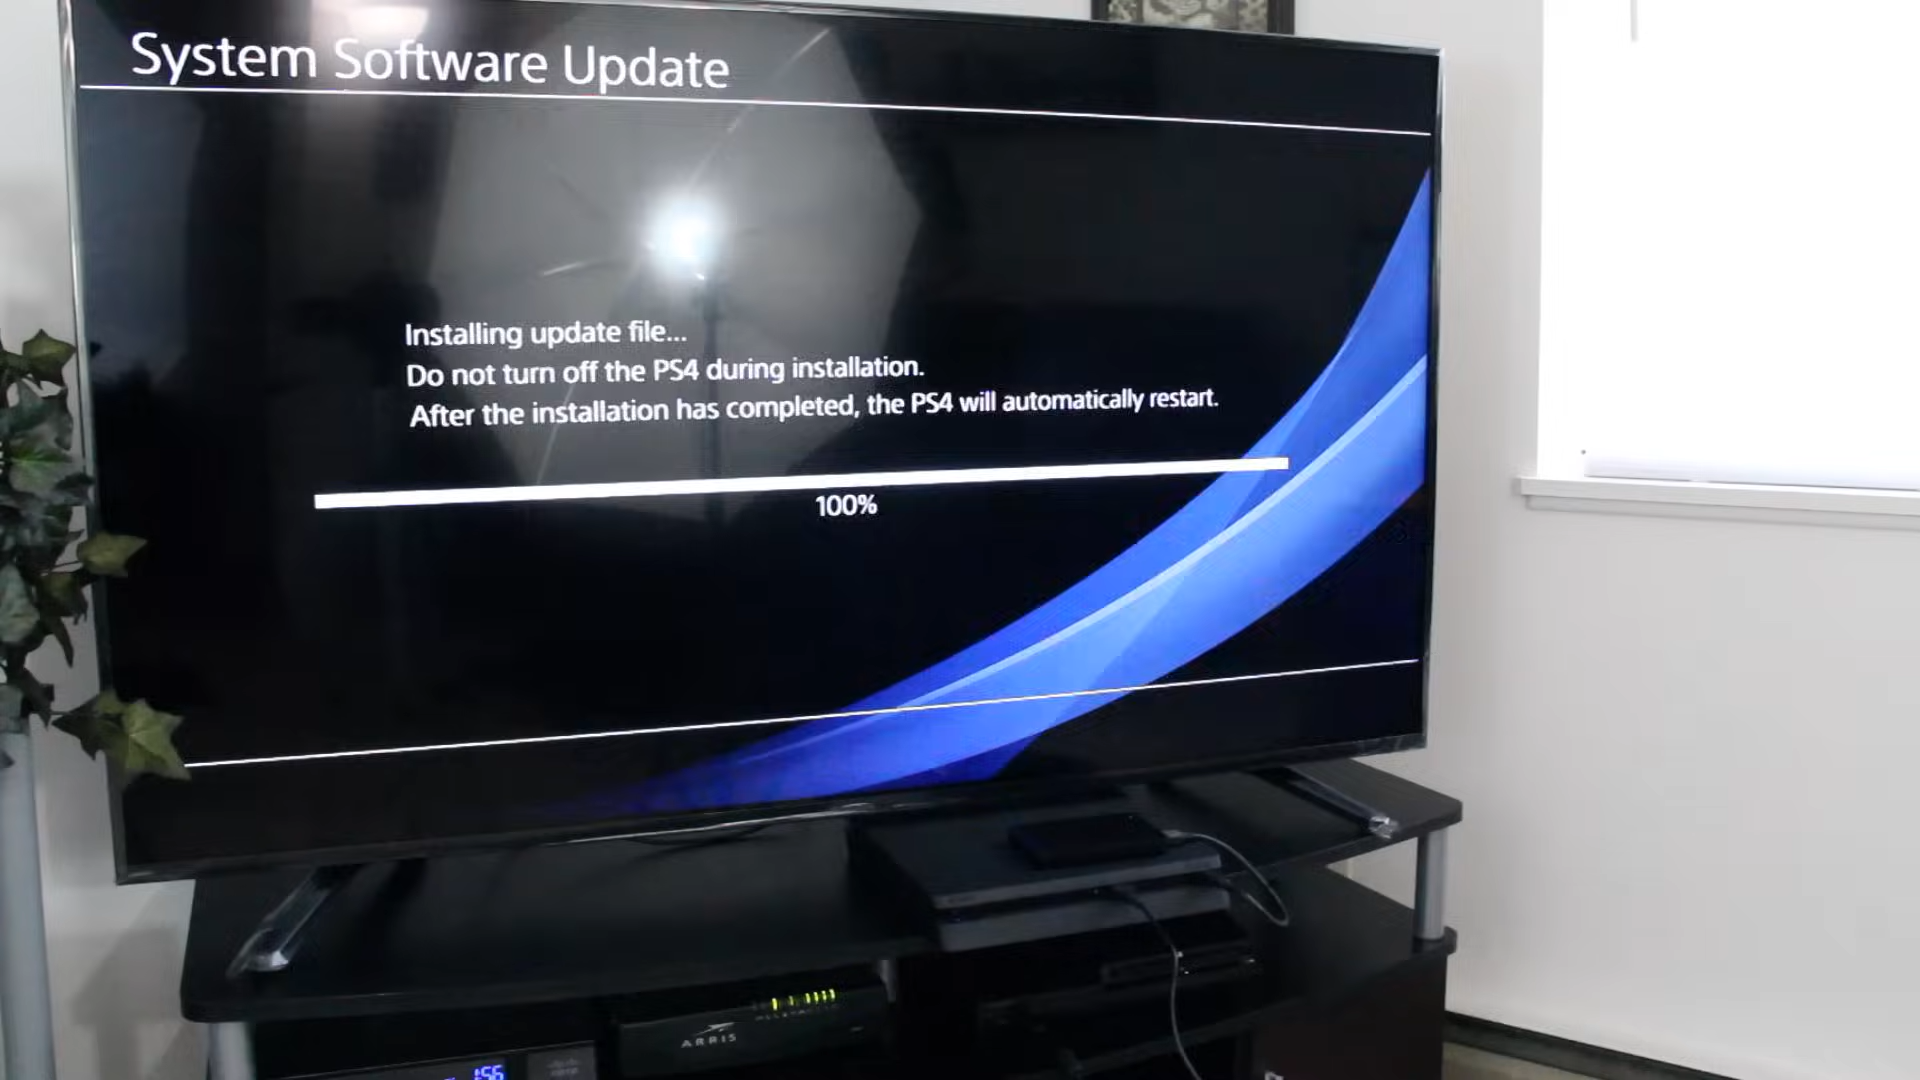 System Software Update
Installing update file...
Do not turn off the PS4 during installation.
After the installation has completed, the PS4 will automatically restart.
100%
ARRIS
:56